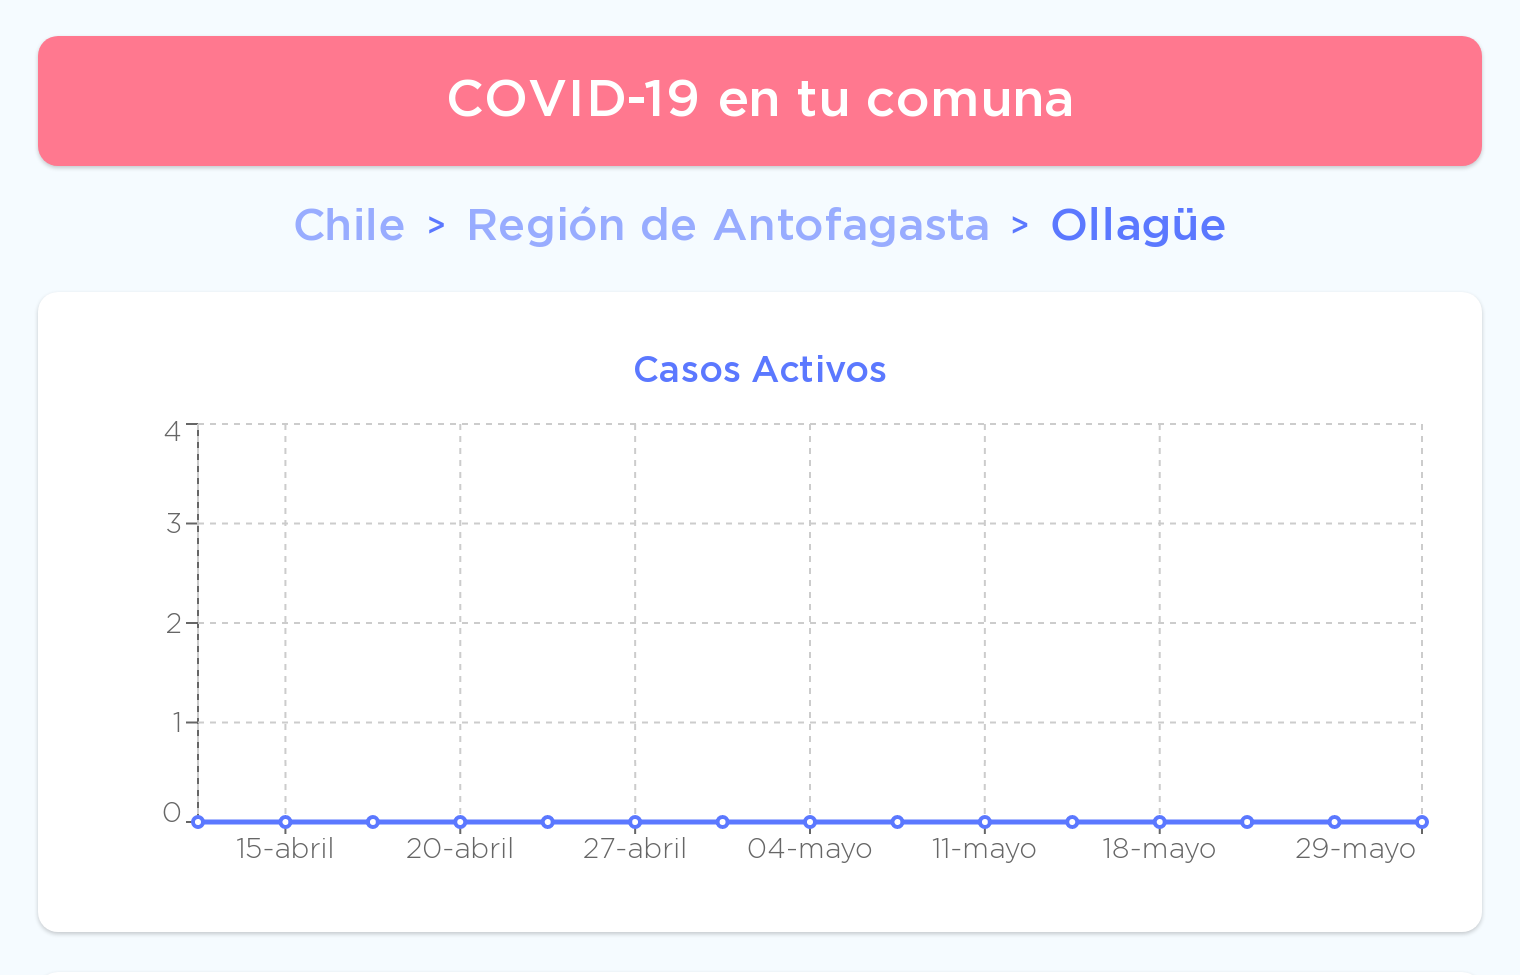 COVID-19 en tu comuna
Chile > Región de Antofagasta > Ollagüe
Casos Activos
4
3
2
1
0
15-abril 20-abril 27-abril 04-mayo 11-mayo 18-mayo 29-mayo